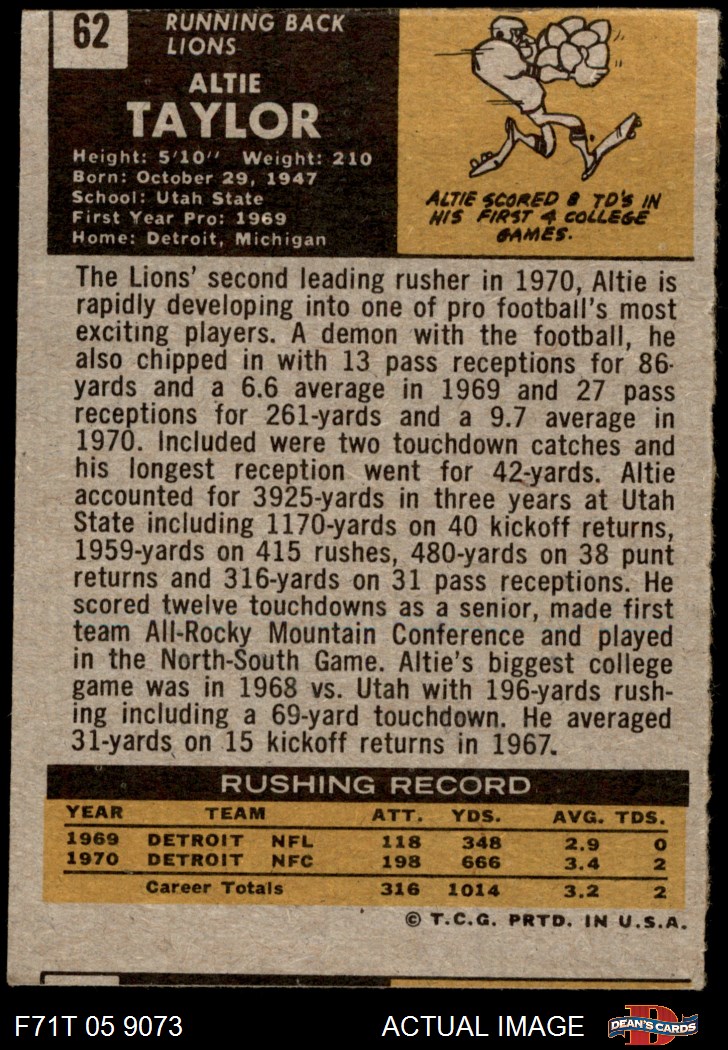 62
RUNNING BACK
LIONS
ALTIE
TAYLOR
Height: 5'10'' Weight: 210
Born: October 29, 1947
School: Utah State
First Year Pro: 1969
Home: Detroit, Michigan
ALTIE SCORED 8 TD'S IN
HIS FIRST 4 COLLEGE
GAMES.
The Lions' second leading rusher in 1970, Altie is
rapidly developing into one of pro football's most
exciting players. A demon with the football, he
also chipped in with 13 pass receptions for 86-
yards and a 6.6 average in 1969 and 27 pass
receptions for 261-yards and a 9.7 average in
1970. Included were two touchdown catches and
his longest reception went for 42-yards. Altie
accounted for 3925-yards in three years at Utah
State including 1170-yards on 40 kickoff returns,
1959-yards on 415 rushes, 480-yards on 38 punt
returns and 316-yards on 31 pass receptions. He
scored twelve touchdowns as a senior, made first
team All-Rocky Mountain Conference and played
in the North-South Game. Altie's biggest college
game was in 1968 vs. Utah with 196-yards rush-
ing including a 69-yard touchdown. He averaged
31-yards on 15 kickoff returns in 1967.
RUSHING RECORD
YEAR TEAM ATT. YDS. AVG. TDS.
1969 DETROIT NFL 118 348 2.9 0
1970 DETROIT NFC 198 666 3.4 2
Career Totals 316 1014 3.2 2
© T.C.G. PRTD. IN U.S.A.
F71T 05 9073 ACTUAL IMAGE D DEAN'S CARDS